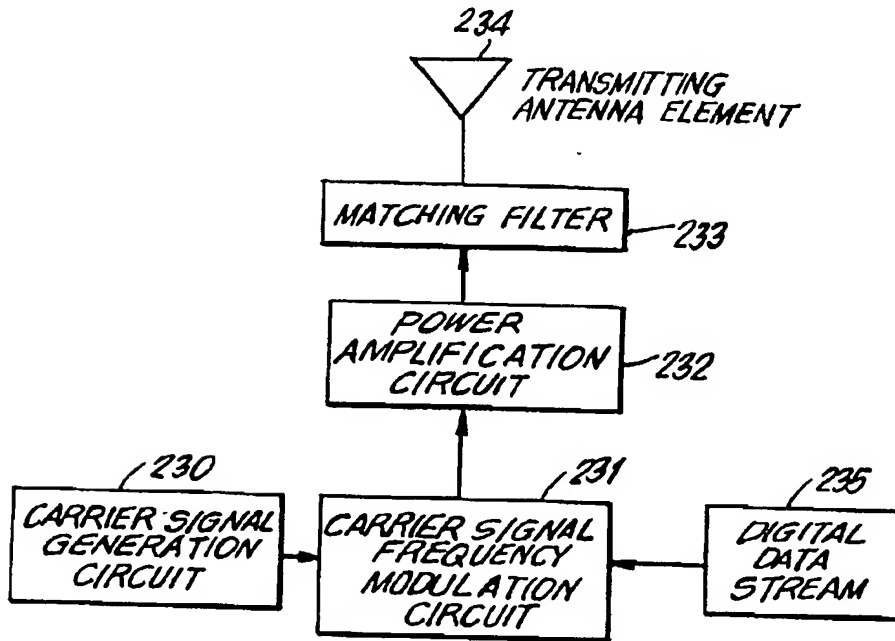 234
TRANSMITTING
ANTENNA ELEMENT
MATCHING FILTER
233
POWER
AMPLIFICATION
CIRCUIT
232
230
CARRIER SIGNAL
GENERATION
CIRCUIT
231
CARRIER SIGNAL
FREQUENCY
MODULATION
CIRCUIT
235
DIGITAL
DATA
STREAM